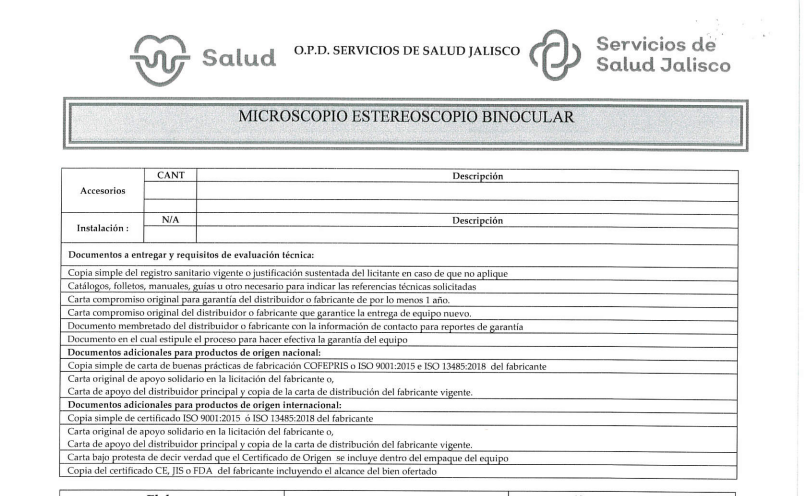 Salud
O.P.D. SERVICIOS DE SALUD JALISCO
Servicios de
Salud Jalisco
MICROSCOPIO ESTEREOSCOPIO BINOCULAR
Accesorios
CANT
Descripción
Instalación :
N/A
Descripción
Documentos a entregar y requisitos de evaluación técnica:
Copia simple del registro sanitario vigente o justificación sustentada del licitante en caso de que no aplique
Catálogos, folletos, manuales, guías u otro necesario para indicar las referencias técnicas solicitadas
Carta compromiso original para garantía del distribuidor o fabricante de por lo menos 1 año.
Carta compromiso original del distribuidor o fabricante que garantice la entrega de equipo nuevo.
Documento membretado del distribuidor o fabricante con la información de contacto para reportes de garantía
Documento en el cual estipule el proceso para hacer efectiva la garantía del equipo
Documentos adicionales para productos de origen nacional:
Copia simple de carta de buenas prácticas de fabricación COFEPRIS o ISO 9001:2015 e ISO 13485:2018 del fabricante
Carta original de apoyo solidario en la licitación del fabricante o,
Carta de apoyo del distribuidor principal y copia de la carta de distribución del fabricante vigente.
Documentos adicionales para productos de origen internacional:
Copia simple de certificado ISO 9001:2015 ó ISO 13485:2018 del fabricante
Carta original de apoyo solidario en la licitación del fabricante o,
Carta de apoyo del distribuidor principal y copia de la carta de distribución del fabricante vigente.
Carta bajo protesta de decir verdad que el Certificado de Origen se incluye dentro del empaque del equipo
Copia del certificado CE, JIS o FDA del fabricante incluyendo el alcance del bien ofertado